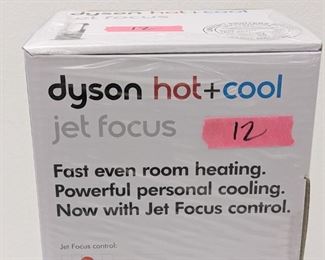 12
dyson hot+cool
jet focus
12
Fast even room heating.
Powerful personal cooling.
Now with Jet Focus control.
Jet Focus control: